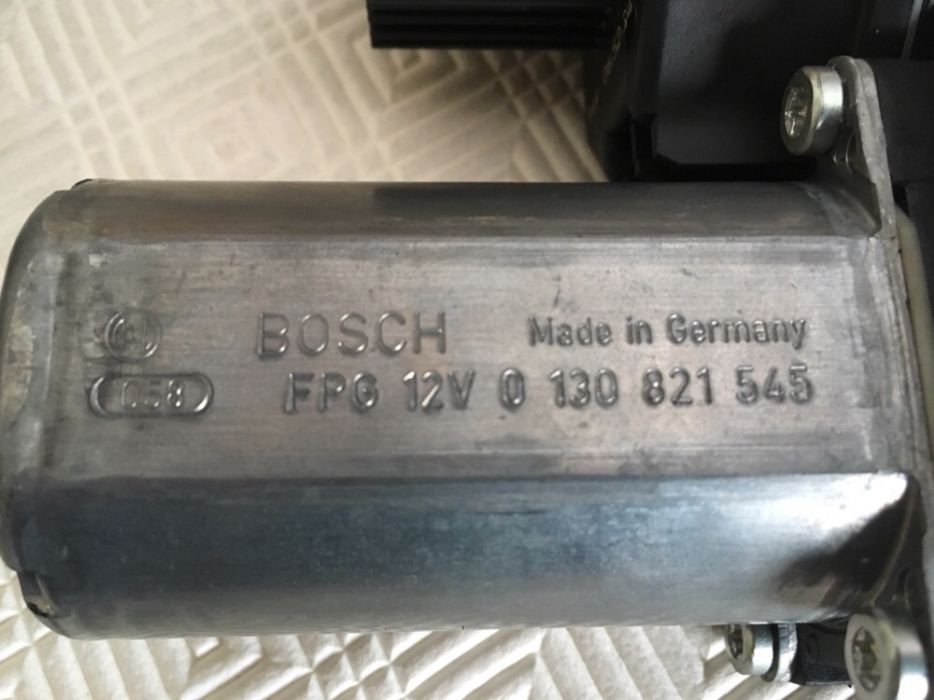 BOSCH Made in Germany
058 FPG 12V 0 130 821 545